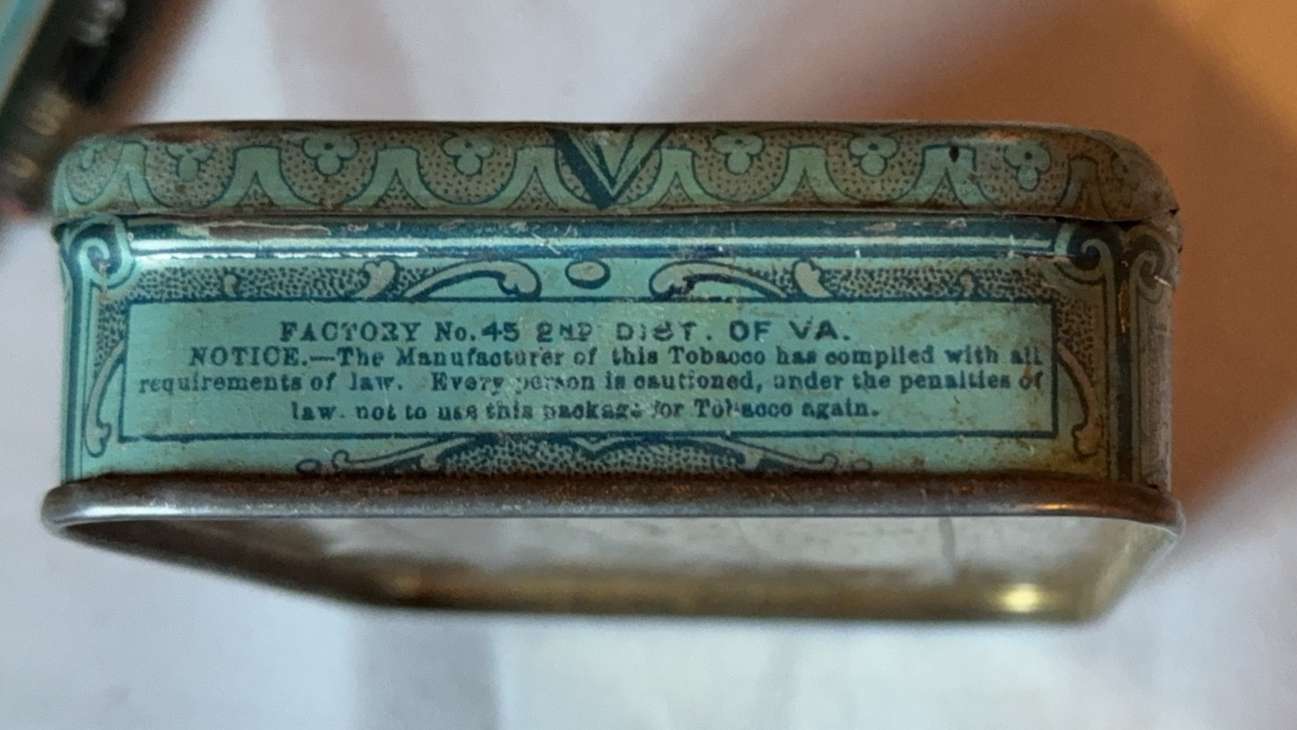 FACTORY No. 45 2ND DIST. OF VA.
NOTICE.—The Manufacturer of this Tobacco has complied with all
requirements of law. Every person is cautioned, under the penalties of
law, not to use this package for Tobacco again.